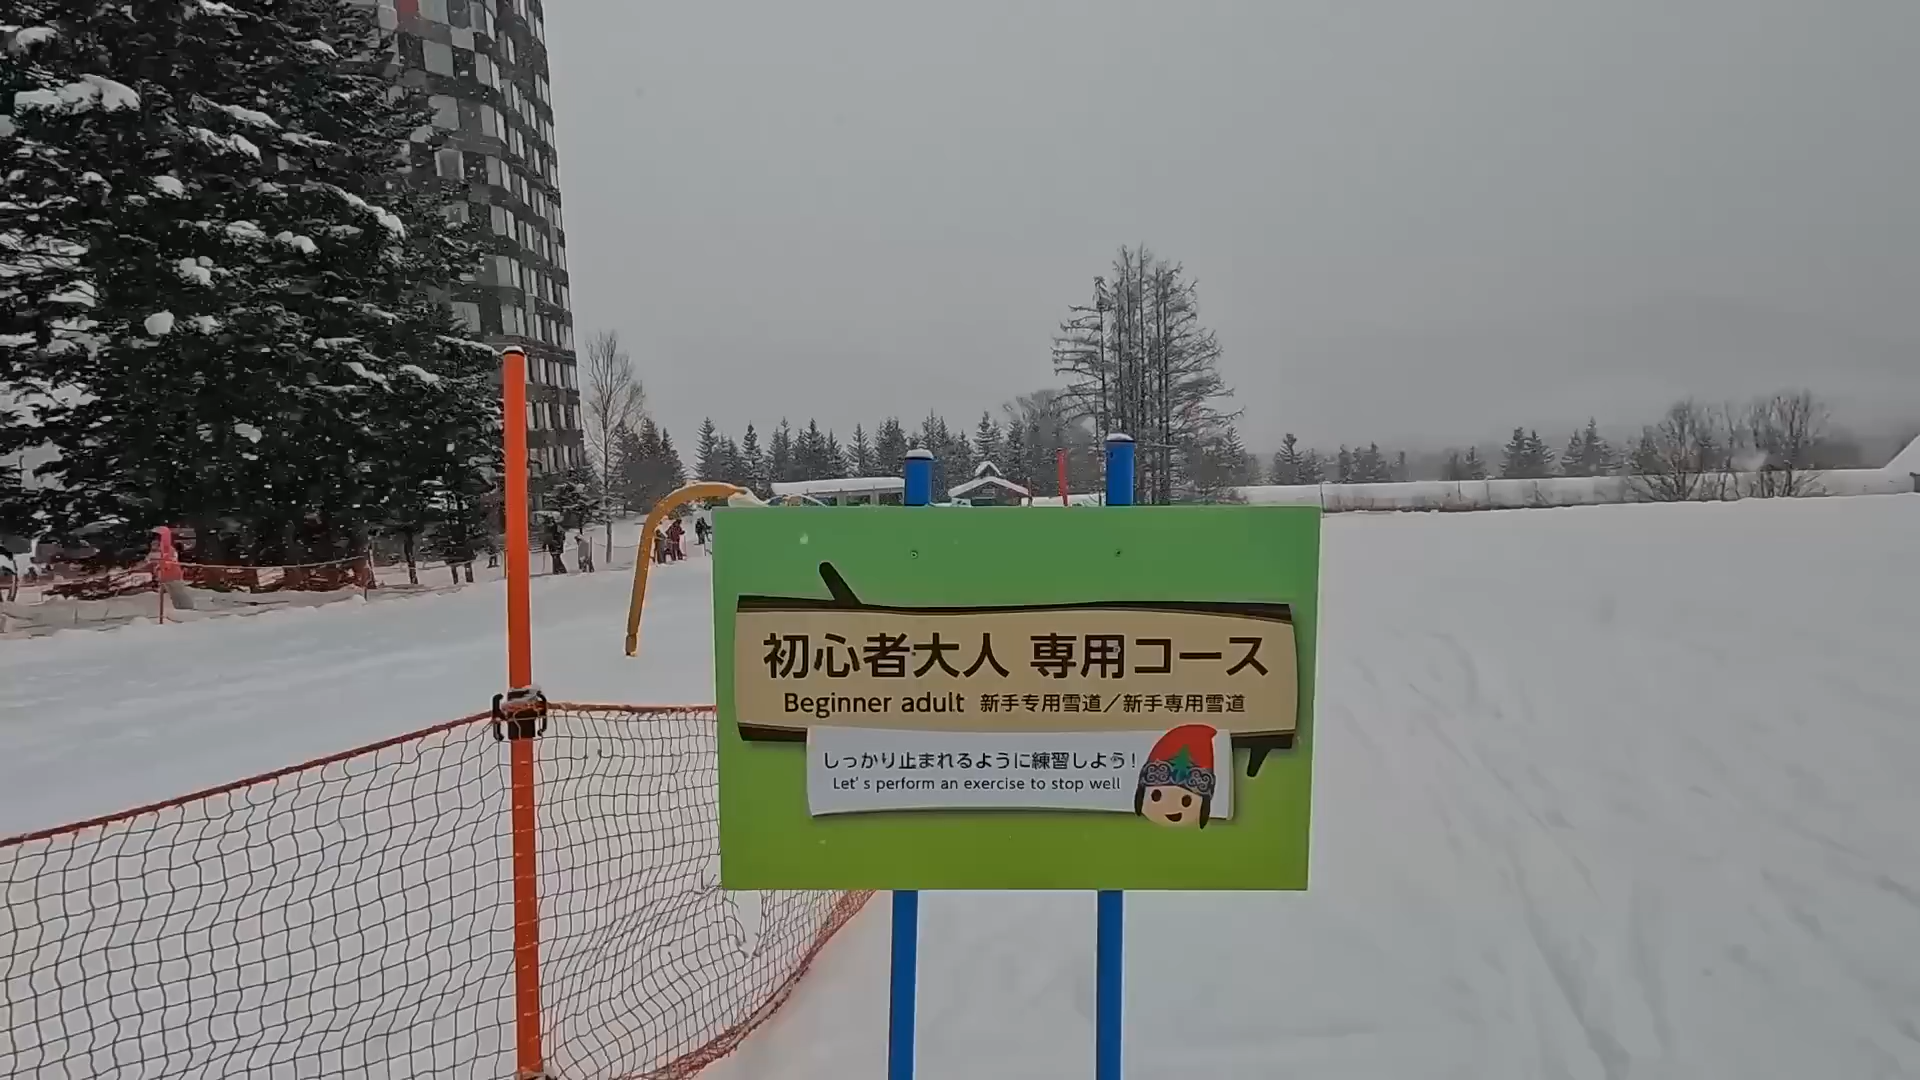 初心者大人 専用コース
Beginner adult 新手专用雪道／新手專用雪道
しっかり止まれるように練習しよう!
Let's perform an exercise to stop well